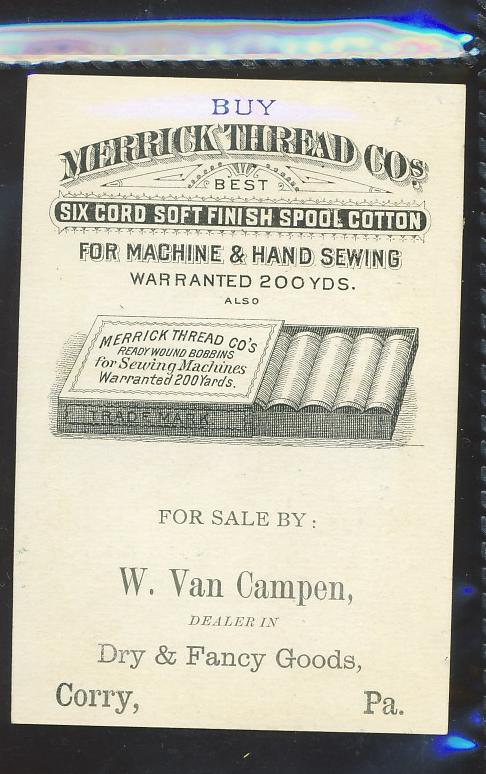 BUY
MERRICK THREAD COS.
BEST
SIX CORD SOFT FINISH SPOOL COTTON
FOR MACHINE & HAND SEWING
WARRANTED 200 YDS.
ALSO
MERRICK THREAD CO'S
READY WOUND BOBBINS
for Sewing Machines
Warranted 200 Yards.
TRADE MARK
FOR SALE BY:
W. Van Campen,
DEALER IN
Dry & Fancy Goods,
Corry, Pa.